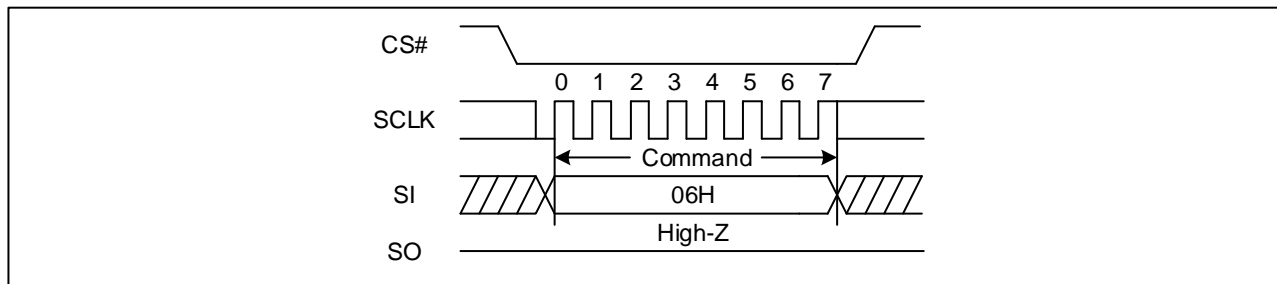 CS#
0 1 2 3 4 5 6 7
SCLK
Command
SI
06H
High-Z
SO